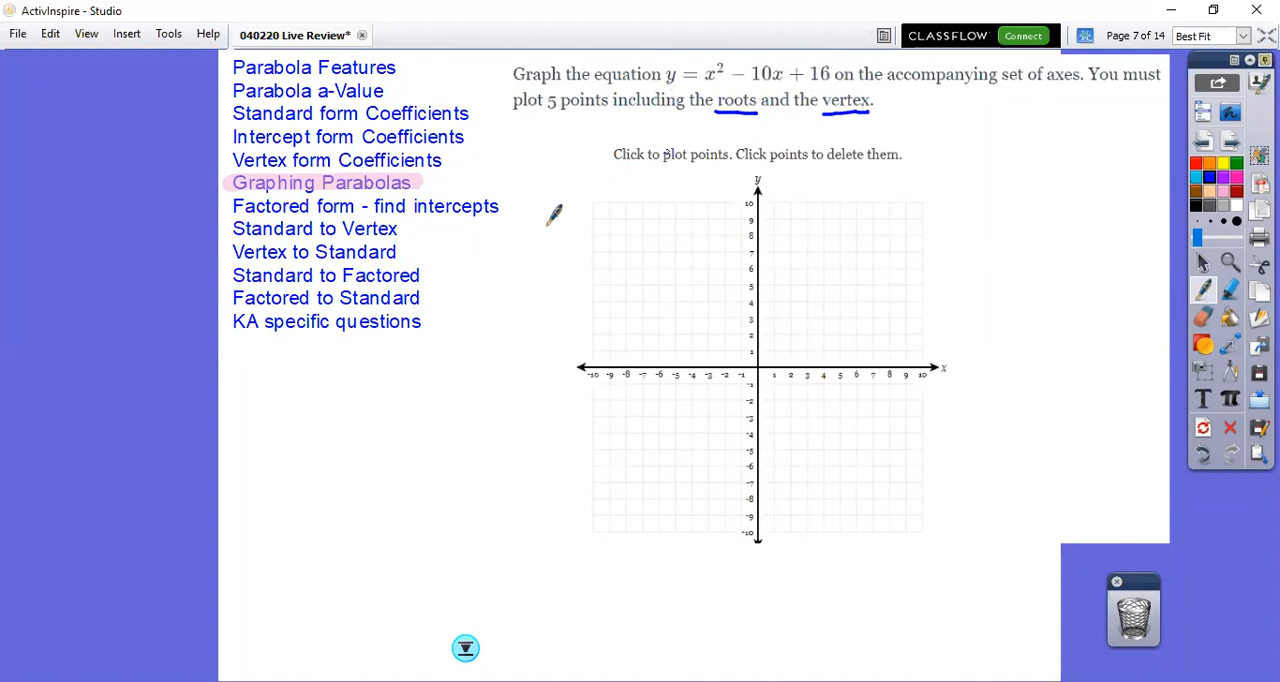 ActivInspire - Studio
File Edit View Insert Tools Help
040220 Live Review*
CLASSFLOW Connect
Page 7 of 14
Best Fit
Parabola Features
Parabola a-Value
Standard form Coefficients
Intercept form Coefficients
Vertex form Coefficients
Graphing Parabolas
Factored form - find intercepts
Standard to Vertex
Vertex to Standard
Standard to Factored
Factored to Standard
KA specific questions
Graph the equation y = x² − 10x + 16 on the accompanying set of axes. You must
plot 5 points including the roots and the vertex.
Click to plot points. Click points to delete them.
y
10
9
8
7
6
5
4
3
2
1
-10 -9 -8 -7 -6 -5 -4 -3 -2 -1 1 2 3 4 5 6 7 8 9 10 x
-1
-2
-3
-4
-5
-6
-7
-8
-9
-10